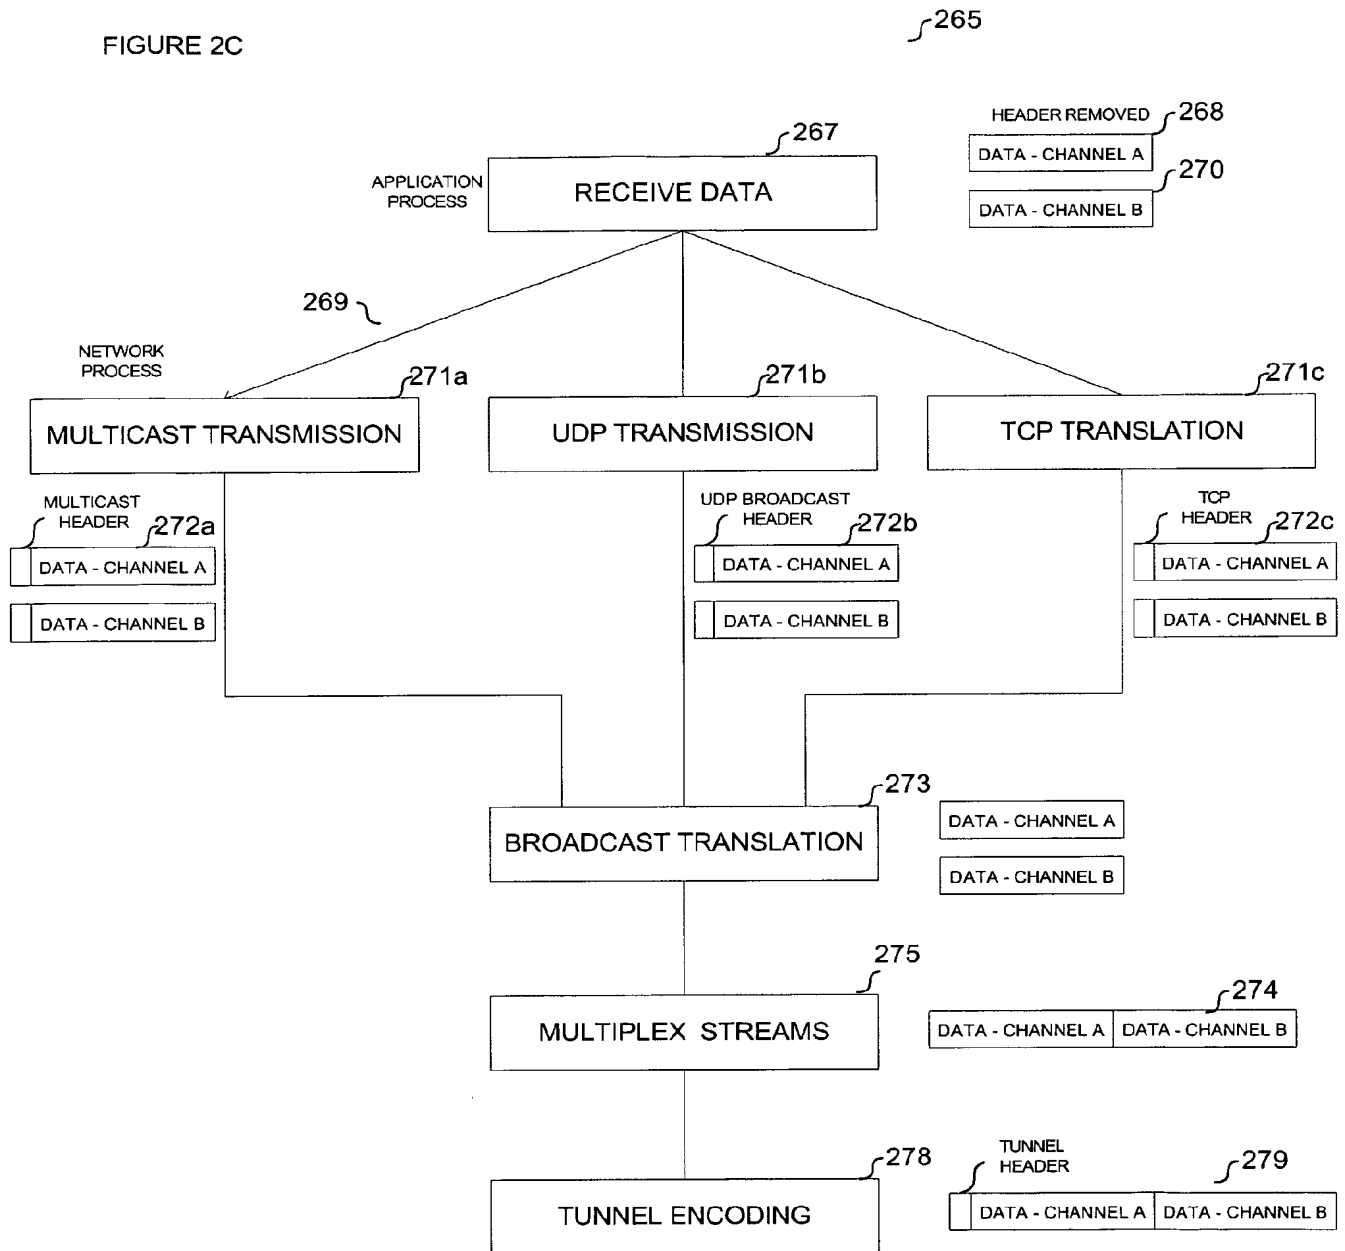 FIGURE 2C
265
HEADER REMOVED
268
267
DATA - CHANNEL A
270
APPLICATION
PROCESS
RECEIVE DATA
DATA - CHANNEL B
269
NETWORK
PROCESS
271a
271b
271c
MULTICAST TRANSMISSION
UDP TRANSMISSION
TCP TRANSLATION
MULTICAST
HEADER
272a
DATA - CHANNEL A
DATA - CHANNEL B
UDP BROADCAST
HEADER
272b
DATA - CHANNEL A
DATA - CHANNEL B
TCP
HEADER
272c
DATA - CHANNEL A
DATA - CHANNEL B
273
BROADCAST TRANSLATION
DATA - CHANNEL A
DATA - CHANNEL B
275
MULTIPLEX STREAMS
274
DATA - CHANNEL A
DATA - CHANNEL B
278
TUNNEL ENCODING
TUNNEL
HEADER
279
DATA - CHANNEL A
DATA - CHANNEL B